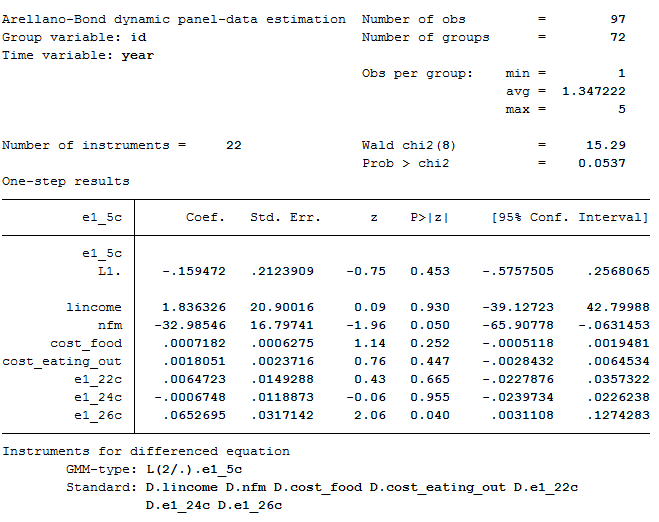 Arellano-Bond dynamic panel-data estimation  Number of obs         =        97
Group variable: id                           Number of groups      =        72
Time variable: year
                                             Obs per group:    min =         1
                                                               avg =  1.347222
                                                               max =         5
Number of instruments =     22               Wald chi2(8)          =     15.29
                                             Prob > chi2           =    0.0537
One-step results
e1_5c        Coef.   Std. Err.      z    P>|z|     [95% Conf. Interval]
e1_5c
L1.    -.159472   .2123909    -0.75   0.453    -.5757505    .2568065
lincome    1.836326   20.90016     0.09   0.930    -39.12723    42.79988
nfm   -32.98546   16.79741    -1.96   0.050    -65.90778   -.0631453
cost_food    .0007182   .0006275     1.14   0.252    -.0005118    .0019481
cost_eating_out    .0018051   .0023716     0.76   0.447    -.0028432    .0064534
e1_22c    .0064723   .0149288     0.43   0.665    -.0227876    .0357322
e1_24c   -.0006748   .0118873    -0.06   0.955    -.0239734    .0226238
e1_26c    .0652695   .0317142     2.06   0.040     .0031108    .1274283
Instruments for differenced equation
GMM-type: L(2/.).e1_5c
Standard: D.lincome D.nfm D.cost_food D.cost_eating_out D.e1_22c
D.e1_24c D.e1_26c